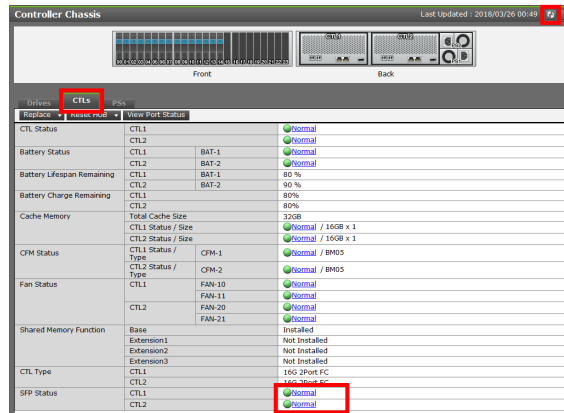 Controller Chassis Last Updated : 2018/03/26 00:49
CTL1 CTL2
Front Back
Drives CTLs PSs
Replace Reset HUB View Port Status
CTL Status CTL1 Normal
CTL2 Normal
Battery Status CTL1 BAT-1 Normal
CTL2 BAT-2 Normal
Battery Lifespan Remaining CTL1 BAT-1 80 %
CTL2 BAT-2 90 %
Battery Charge Remaining CTL1 80%
CTL2 80%
Cache Memory Total Cache Size 32GB
CTL1 Status / Size Normal / 16GB x 1
CTL2 Status / Size Normal / 16GB x 1
CFM Status CTL1 Status / Type CFM-1 Normal / BM05
CTL2 Status / Type CFM-2 Normal / BM05
Fan Status CTL1 FAN-10 Normal
FAN-11 Normal
CTL2 FAN-20 Normal
FAN-21 Normal
Shared Memory Function Base Installed
Extension1 Not Installed
Extension2 Not Installed
Extension3 Not Installed
CTL Type CTL1 16G 2Port FC
CTL2 16G 2Port FC
SFP Status CTL1 Normal
CTL2 Normal